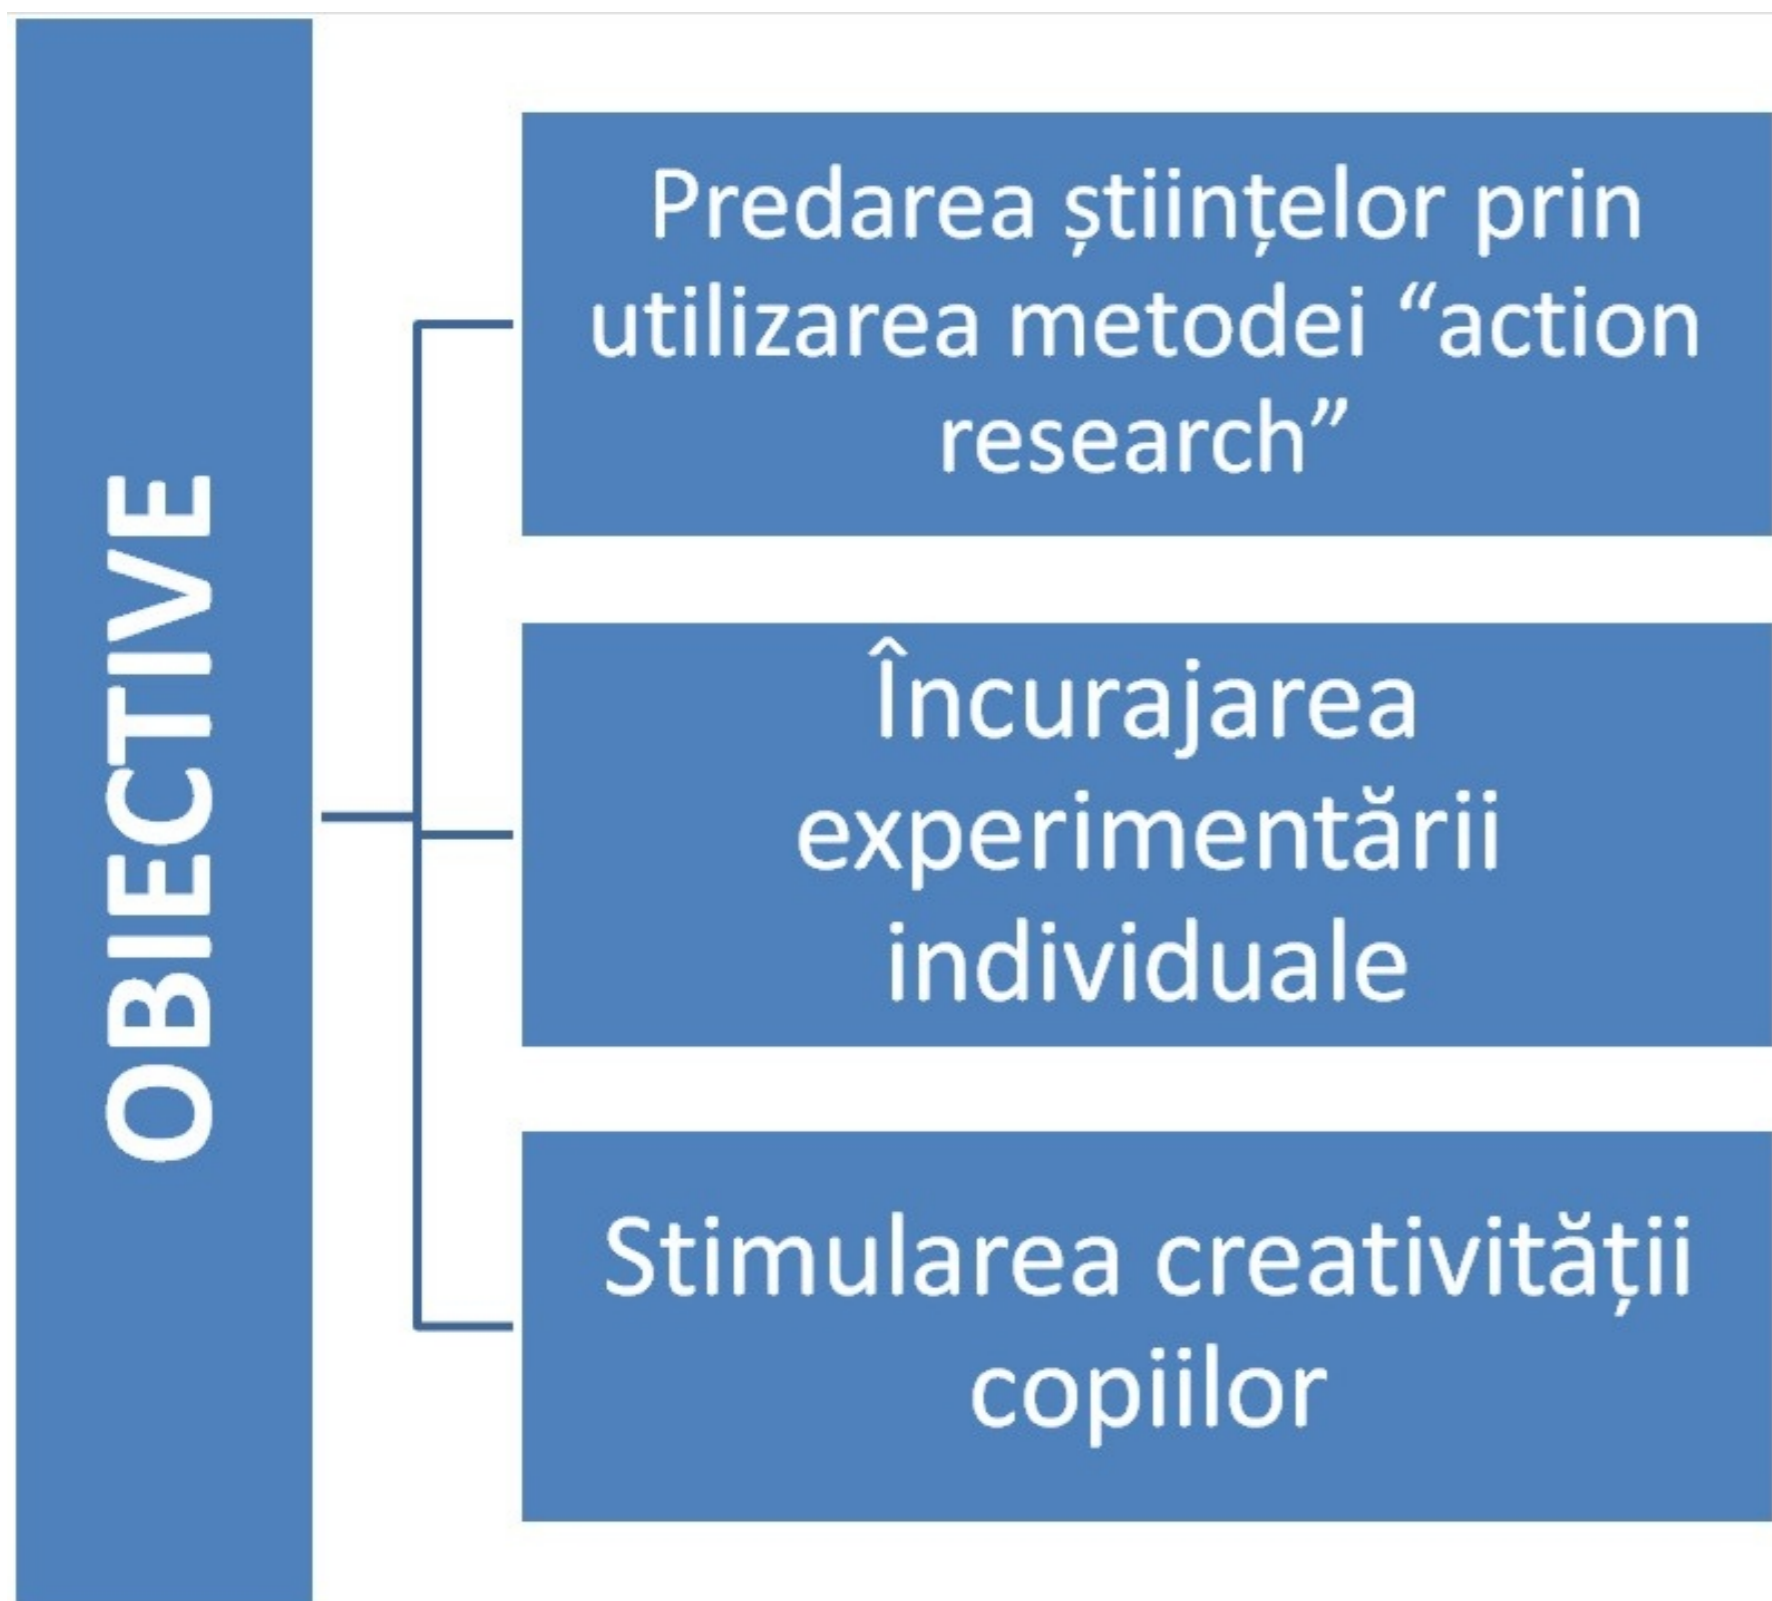 OBIECTIVE
Predarea științelor prin
utilizarea metodei “action
research”
Încurajarea
experimentării
individuale
Stimularea creativității
copiilor